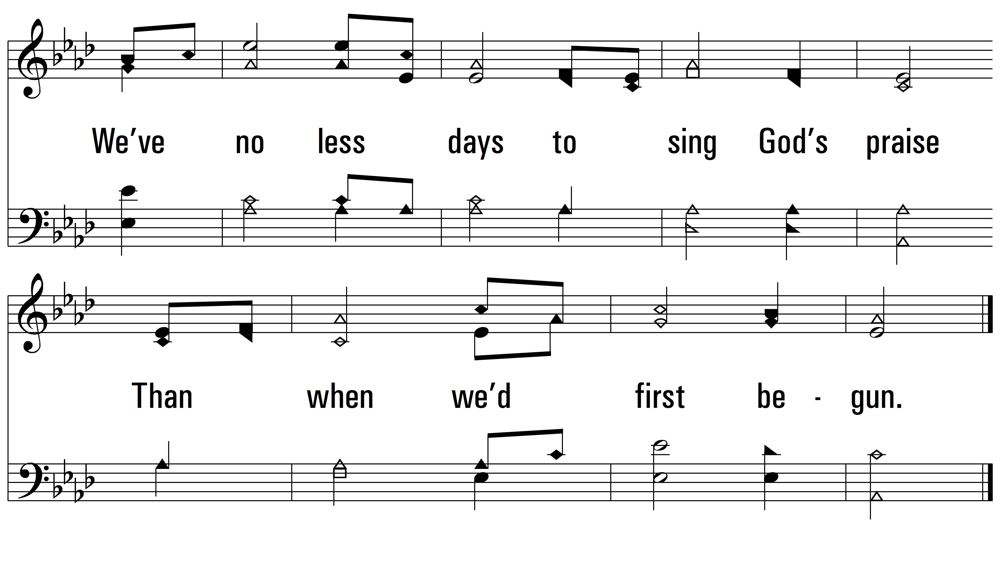 We've no less days to sing God's praise
Than when we'd first be - gun.